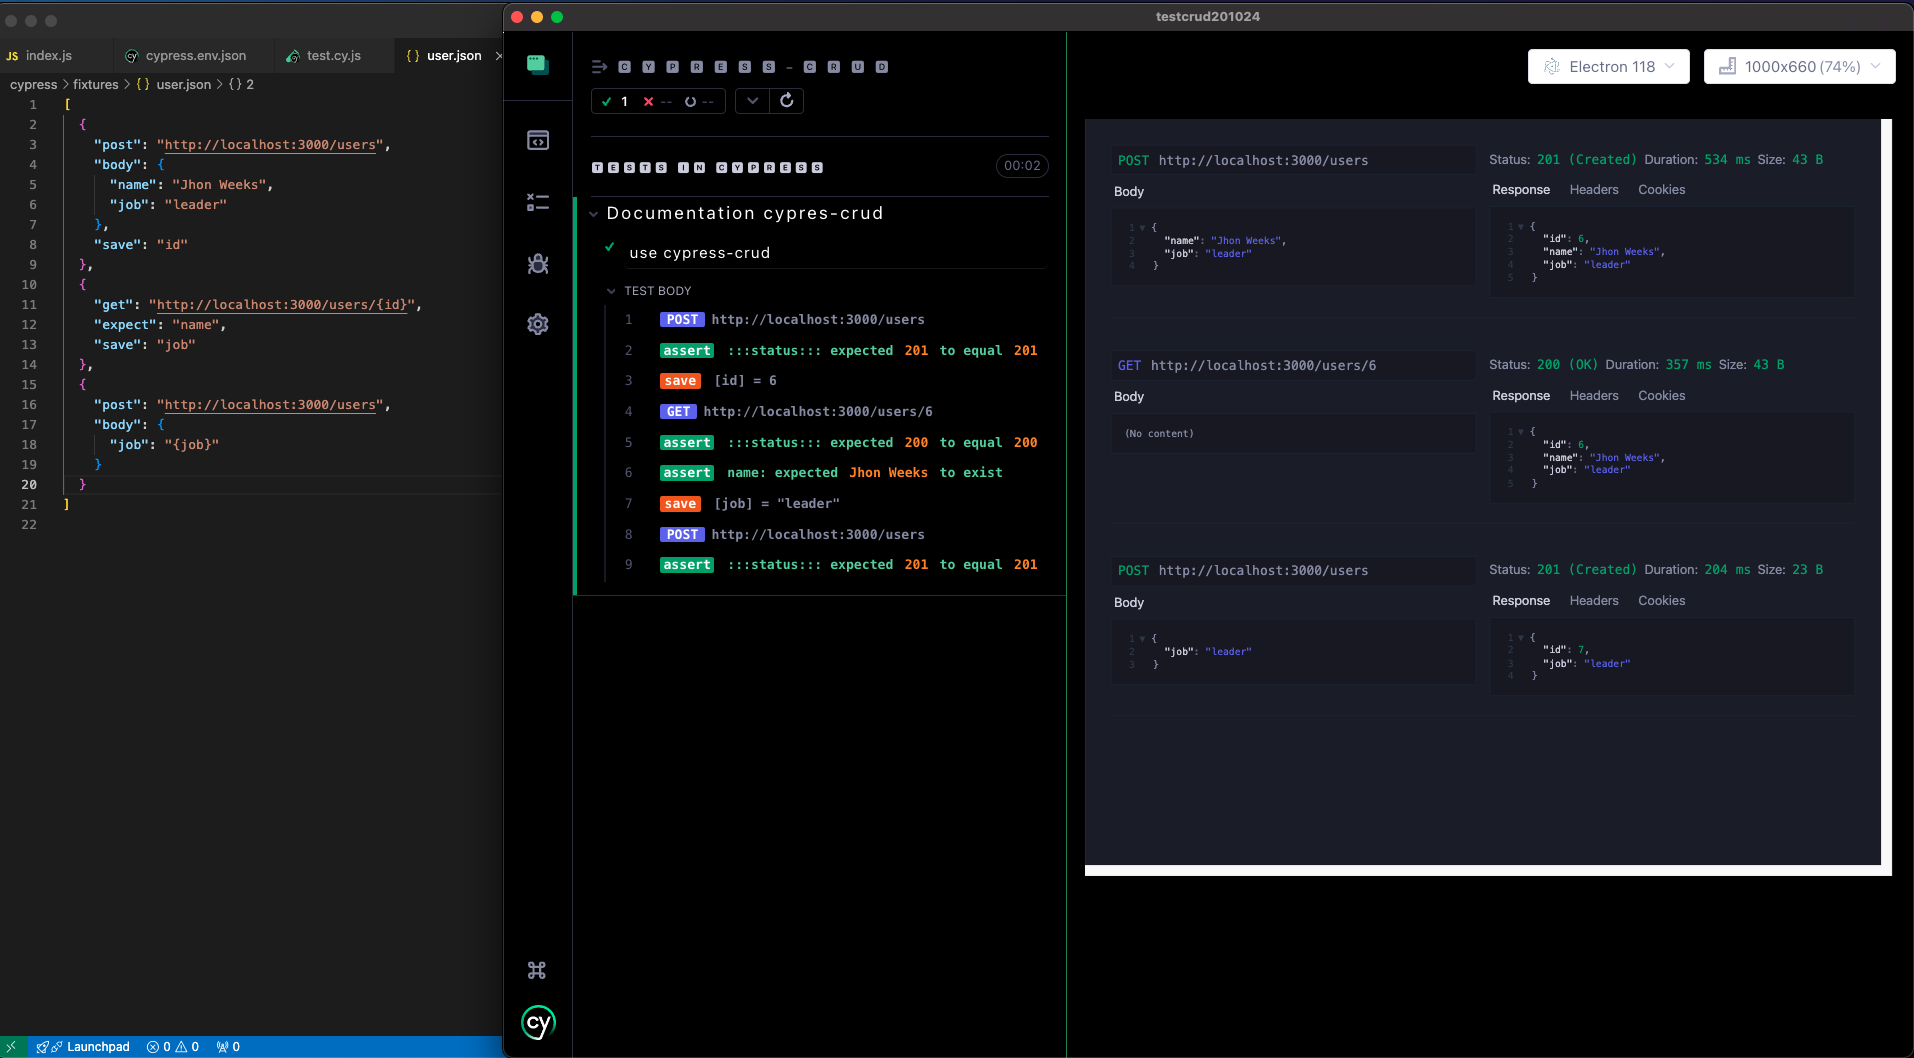 testcrud201024
JS index.js
cypress.env.json
test.cy.js
{} user.json ×
cypress > fixtures > {} user.json > {} 2
1 [
2 {
3 "post": "http://localhost:3000/users",
4 "body": {
5 "name": "Jhon Weeks",
6 "job": "leader"
7 },
8 "save": "id"
9 },
10 {
11 "get": "http://localhost:3000/users/{id}",
12 "expect": "name",
13 "save": "job"
14 },
15 {
16 "post": "http://localhost:3000/users",
17 "body": {
18 "job": "{job}"
19 }
20 }
21 ]
22
Launchpad 0 0 0
CYPRESS-CRUD
1 -- --
TESTS IN CYPRESS 00:02
Documentation cypres-crud
use cypress-crud
TEST BODY
1 POST http://localhost:3000/users
2 assert :::status::: expected 201 to equal 201
3 save [id] = 6
4 GET http://localhost:3000/users/6
5 assert :::status::: expected 200 to equal 200
6 assert name: expected Jhon Weeks to exist
7 save [job] = "leader"
8 POST http://localhost:3000/users
9 assert :::status::: expected 201 to equal 201
cy
Electron 118
1000x660 (74%)
POST http://localhost:3000/users
Body
1 {
2 "name": "Jhon Weeks",
3 "job": "leader"
4 }
Status: 201 (Created) Duration: 534 ms Size: 43 B
Response Headers Cookies
1 {
2 "id": 6,
3 "name": "Jhon Weeks",
4 "job": "leader"
5 }
GET http://localhost:3000/users/6
Body
(No content)
Status: 200 (OK) Duration: 357 ms Size: 43 B
Response Headers Cookies
1 {
2 "id": 6,
3 "name": "Jhon Weeks",
4 "job": "leader"
5 }
POST http://localhost:3000/users
Body
1 {
2 "job": "leader"
3 }
Status: 201 (Created) Duration: 204 ms Size: 23 B
Response Headers Cookies
1 {
2 "id": 7,
3 "job": "leader"
4 }